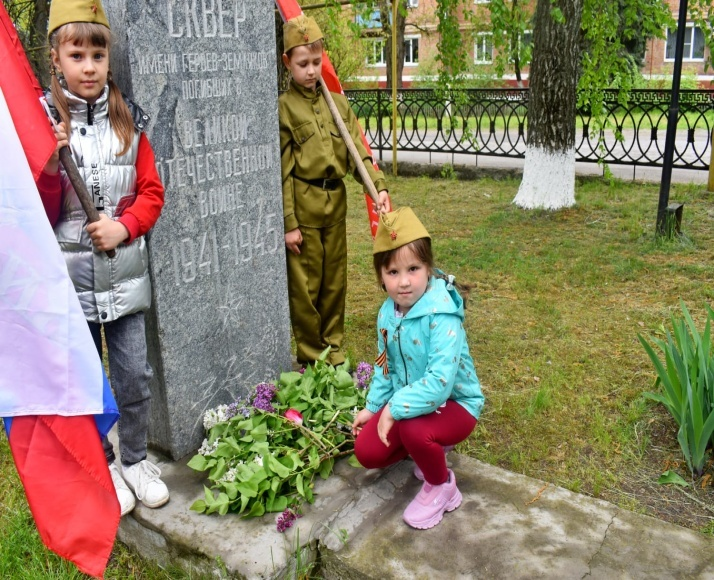 СКВЕР
ИМЕНИ ГЕРОЕВ-ЗЕМЛЯКОВ
ПОГИБШИХ
В
ВЕЛИКОЙ
ОТЕЧЕСТВЕННОЙ
ВОЙНЕ
1941-1945